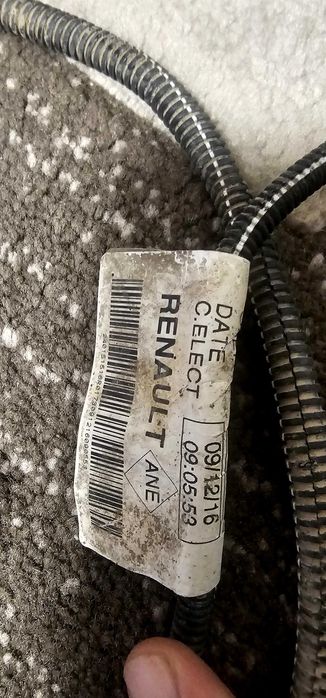 DATE 09/12/16
C.ELECT 09:05:53
RENAULT ANE